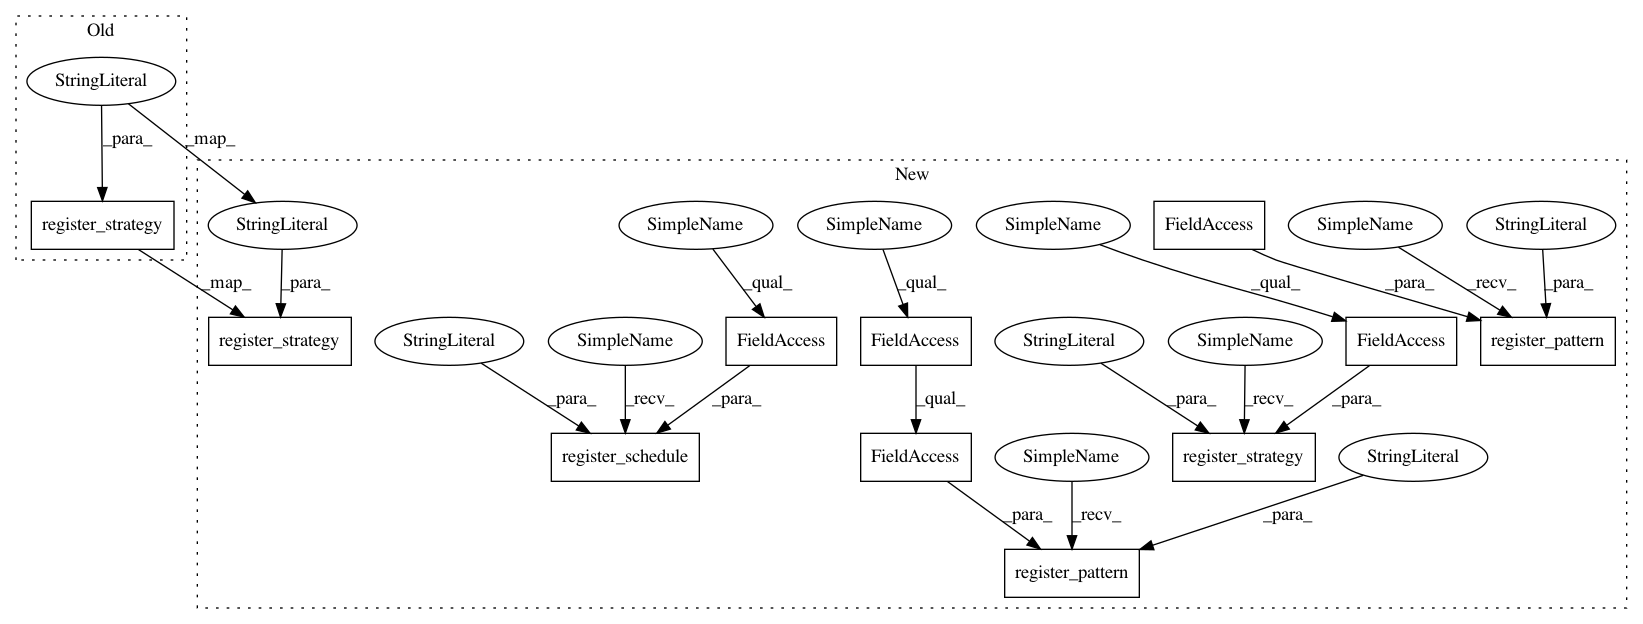 Old
StringLiteral
_para_
_map_
New
register_strategy
StringLiteral
SimpleName
SimpleName
SimpleName
FieldAccess
SimpleName
StringLiteral
_map_
_para_
_qual_
_qual_
_qual_
_para_
_recv_
_para_
register_strategy
StringLiteral
SimpleName
FieldAccess
FieldAccess
StringLiteral
SimpleName
FieldAccess
register_pattern
_para_
_recv_
_para_
_qual_
_para_
_recv_
_para_
register_schedule
FieldAccess
SimpleName
register_strategy
StringLiteral
_para_
_recv_
_para_
register_pattern